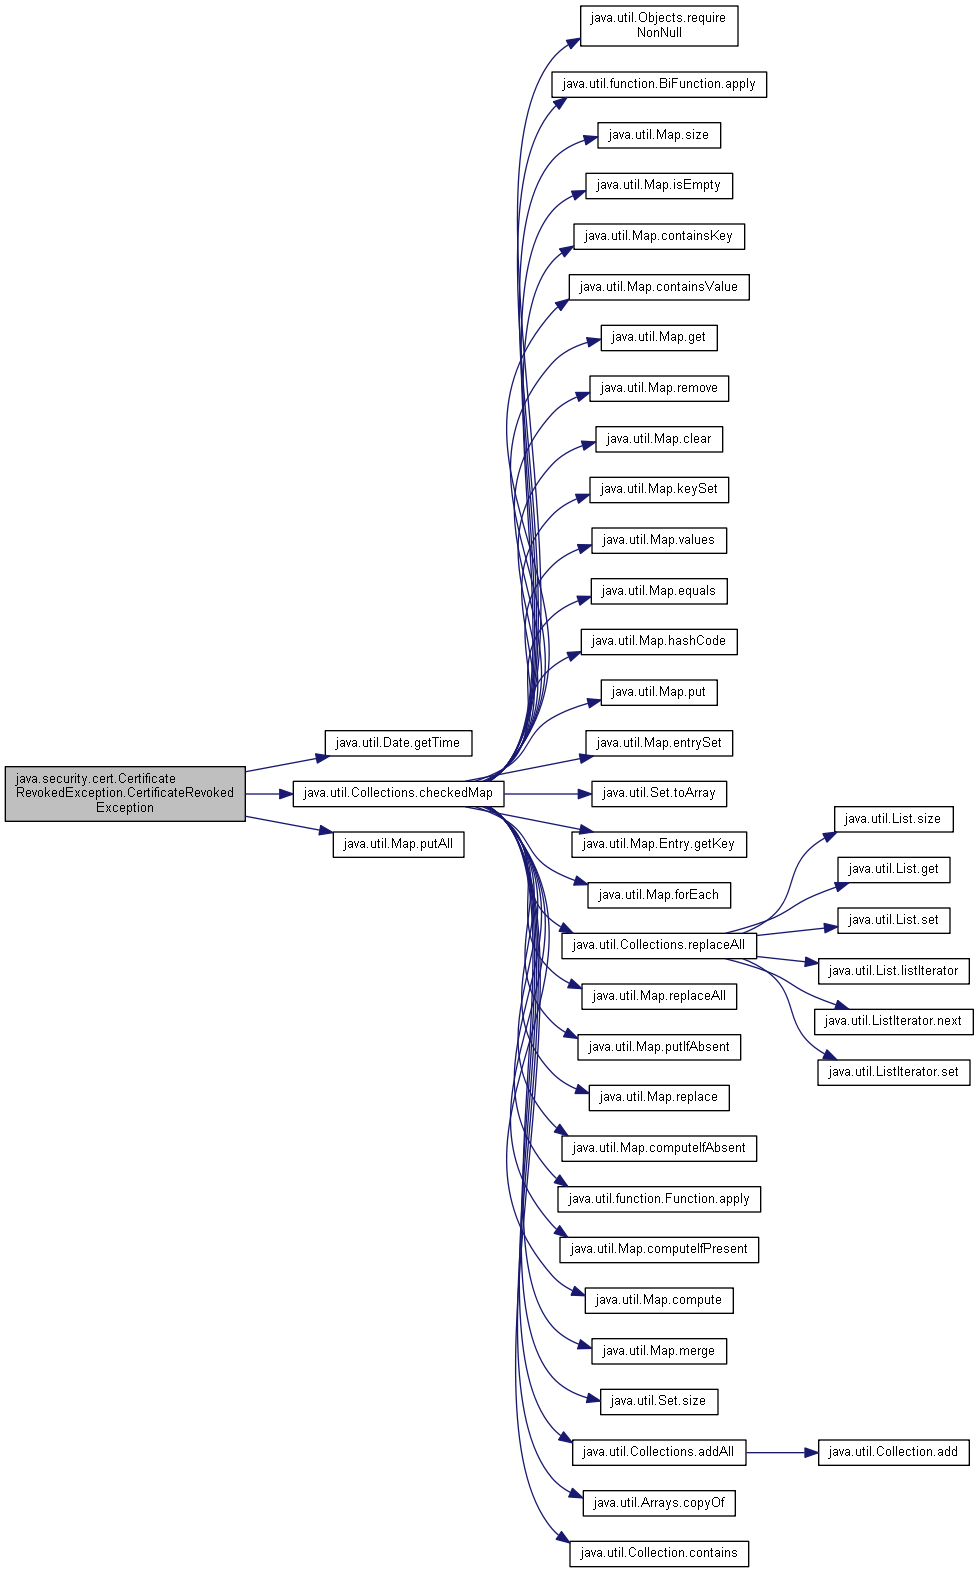 java.util.Objects.require
NonNull
java.util.function.BiFunction.apply
java.util.Map.size
java.util.Map.isEmpty
java.util.Map.containsKey
java.util.Map.containsValue
java.util.Map.get
java.util.Map.remove
java.util.Map.clear
java.util.Map.keySet
java.util.Map.values
java.util.Map.equals
java.util.Map.hashCode
java.util.Map.put
java.util.Date.getTime
java.util.Map.entrySet
java.security.cert.Certificate
RevokedException.CertificateRevoked
Exception
java.util.Collections.checkedMap
java.util.Set.toArray
java.util.Map.putAll
java.util.Map.Entry.getKey
java.util.List.size
java.util.List.get
java.util.Map.forEach
java.util.List.set
java.util.Collections.replaceAll
java.util.List.listIterator
java.util.Map.replaceAll
java.util.ListIterator.next
java.util.Map.putIfAbsent
java.util.ListIterator.set
java.util.Map.replace
java.util.Map.computeIfAbsent
java.util.function.Function.apply
java.util.Map.computeIfPresent
java.util.Map.compute
java.util.Map.merge
java.util.Set.size
java.util.Collections.addAll
java.util.Collection.add
java.util.Arrays.copyOf
java.util.Collection.contains